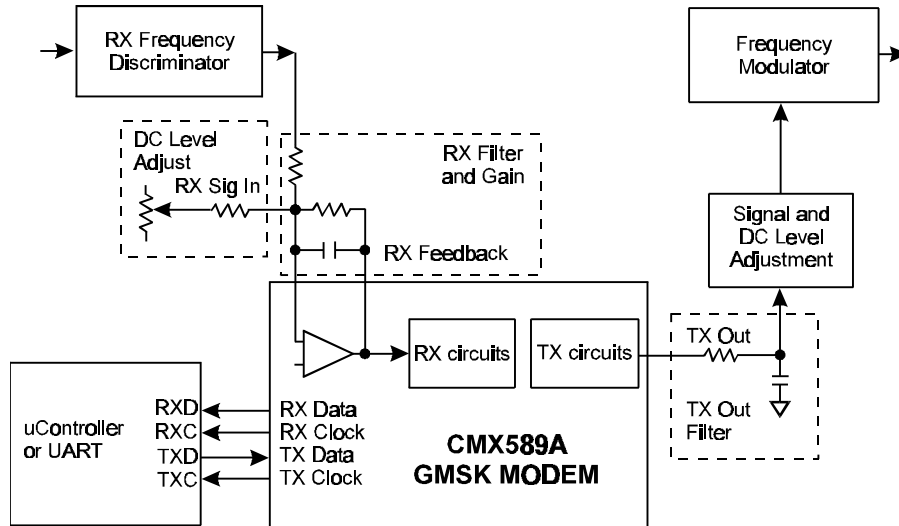 RX Frequency
Discriminator
Frequency
Modulator
DC Level
Adjust
RX Sig In
RX Filter
and Gain
RX Feedback
Signal and
DC Level
Adjustment
RX circuits
TX circuits
TX Out
TX Out
Filter
uController
or UART
RXD
RXC
TXD
TXC
RX Data
RX Clock
TX Data
TX Clock
CMX589A
GMSK MODEM